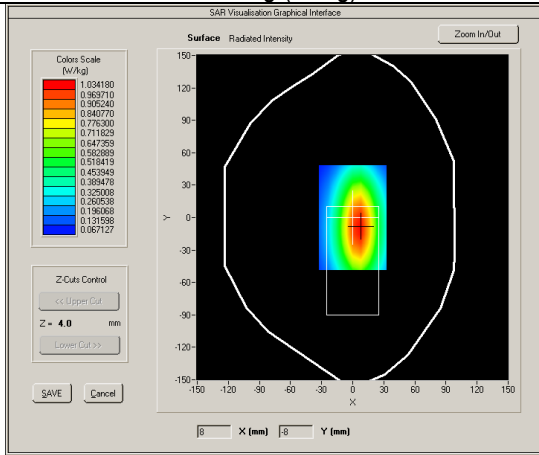 SAR Visualisation Graphical Interface
Surface Radiated Intensity
Zoom In/Out
Colors Scale
(W/kg)
1.034180
0.969710
0.905240
0.840770
0.776300
0.711829
0.647359
0.582889
0.518419
0.453949
0.389478
0.325008
0.260538
0.196068
0.131598
0.067127
Z-Cuts Control
<< Upper Cut
Z = 4.0 mm
Lower Cut >>
SAVE Cancel
150-
120-
90-
60-
30-
0-
-30-
-60-
-90-
-120-
-150-
Y
-150 -120 -90 -60 -30 0 30 60 90 120 150
X
8 X (mm) -8 Y (mm)